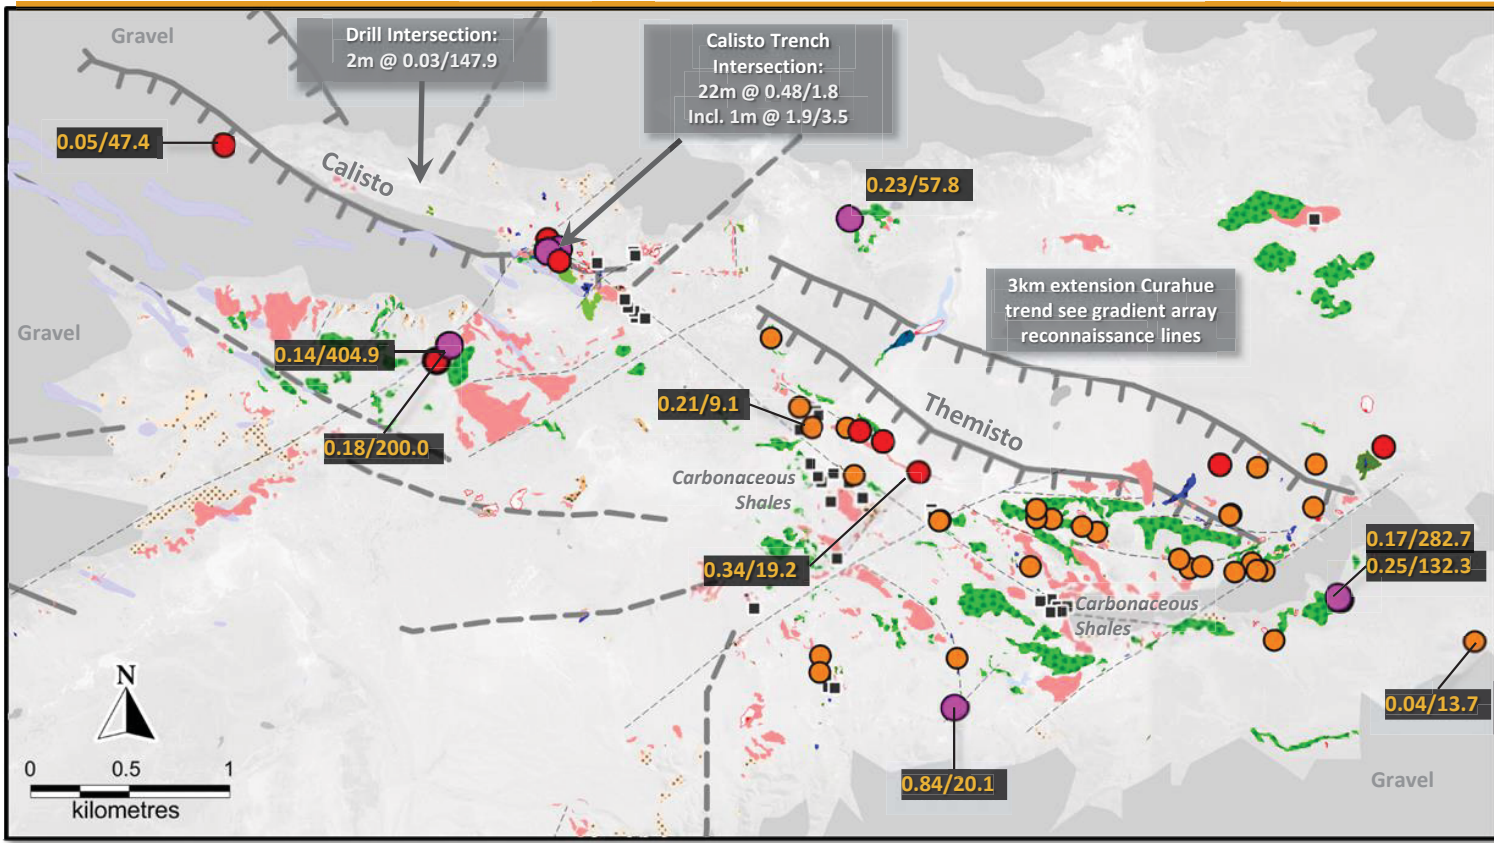 Gravel
Drill Intersection:
2m @ 0.03/147.9
Calisto Trench
Intersection:
22m @ 0.48/1.8
Incl. 1m @ 1.9/3.5
0.05/47.4
Calisto
0.23/57.8
3km extension Curahue
trend see gradient array
reconnaissance lines
Gravel
0.14/404.9
0.21/9.1
Themisto
0.18/200.0
Carbonaceous
Shales
0.34/19.2
0.17/282.7
0.25/132.3
Carbonaceous
Shales
N
0.04/13.7
0 0.5 1
kilometres
0.84/20.1
Gravel